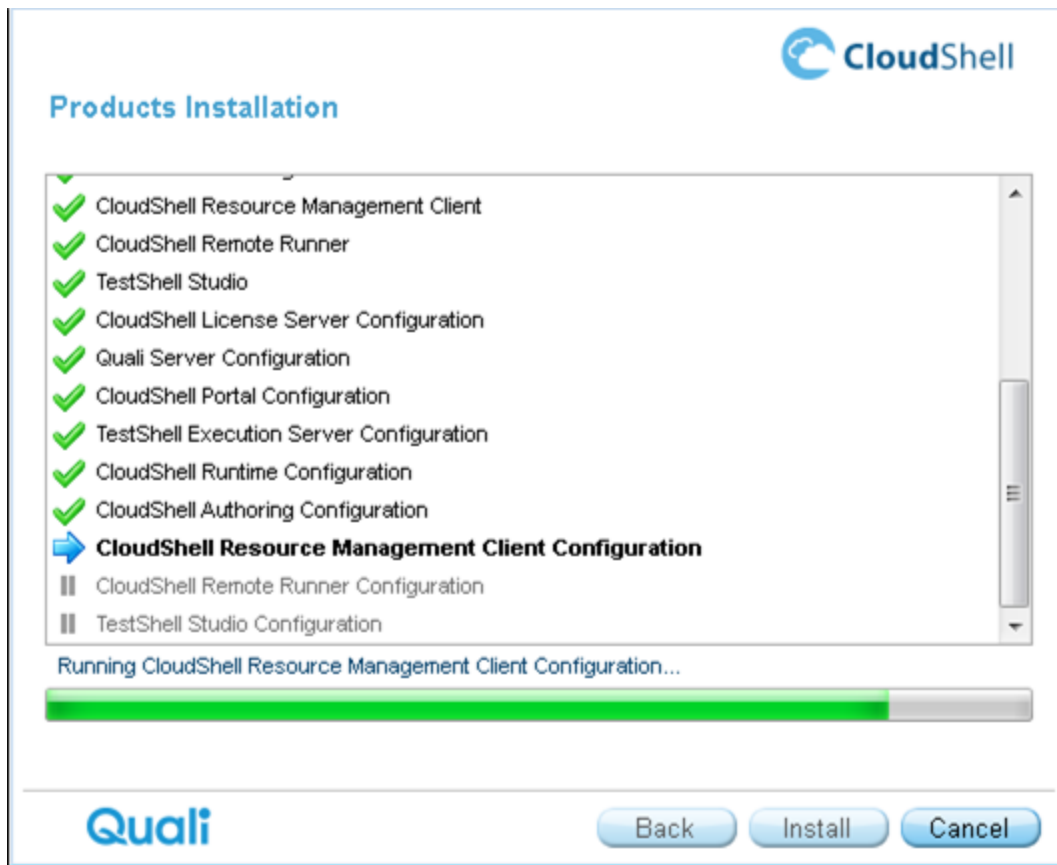 CloudShell
Products Installation
CloudShell Resource Management Client
CloudShell Remote Runner
TestShell Studio
CloudShell License Server Configuration
Quali Server Configuration
CloudShell Portal Configuration
TestShell Execution Server Configuration
CloudShell Runtime Configuration
CloudShell Authoring Configuration
CloudShell Resource Management Client Configuration
CloudShell Remote Runner Configuration
TestShell Studio Configuration
Running CloudShell Resource Management Client Configuration...
Quali
Back
Install
Cancel